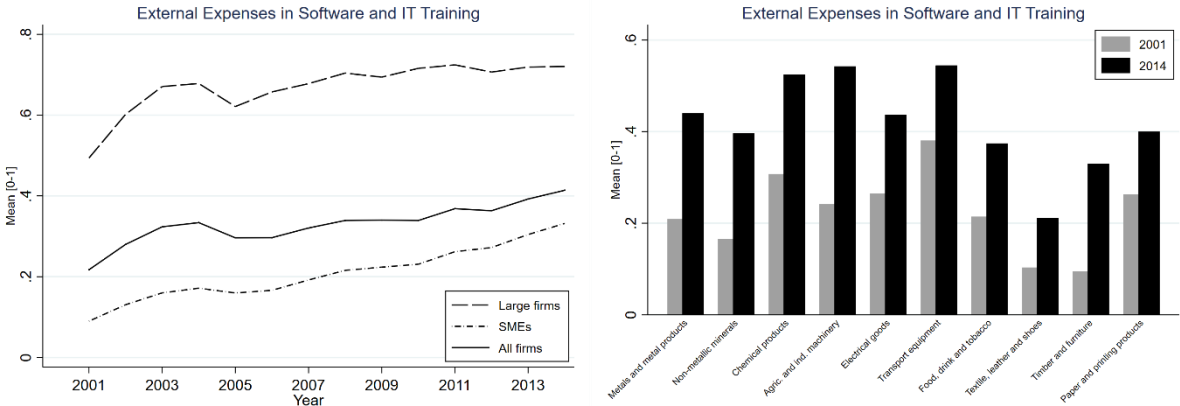 External Expenses in Software and IT Training
.8
.6
.4
.2
0
Mean [0-1]
Large firms
SMEs
All firms
2001 2003 2005 2007 2009 2011 2013
Year
External Expenses in Software and IT Training
.6
.4
.2
0
Mean [0-1]
2001
2014
Metals and metal products
Non-metallic minerals
Chemical products
Agric. and ind. machinery
Electrical goods
Transport equipment
Food, drink and tobacco
Textile, leather and shoes
Timber and furniture
Paper and printing products